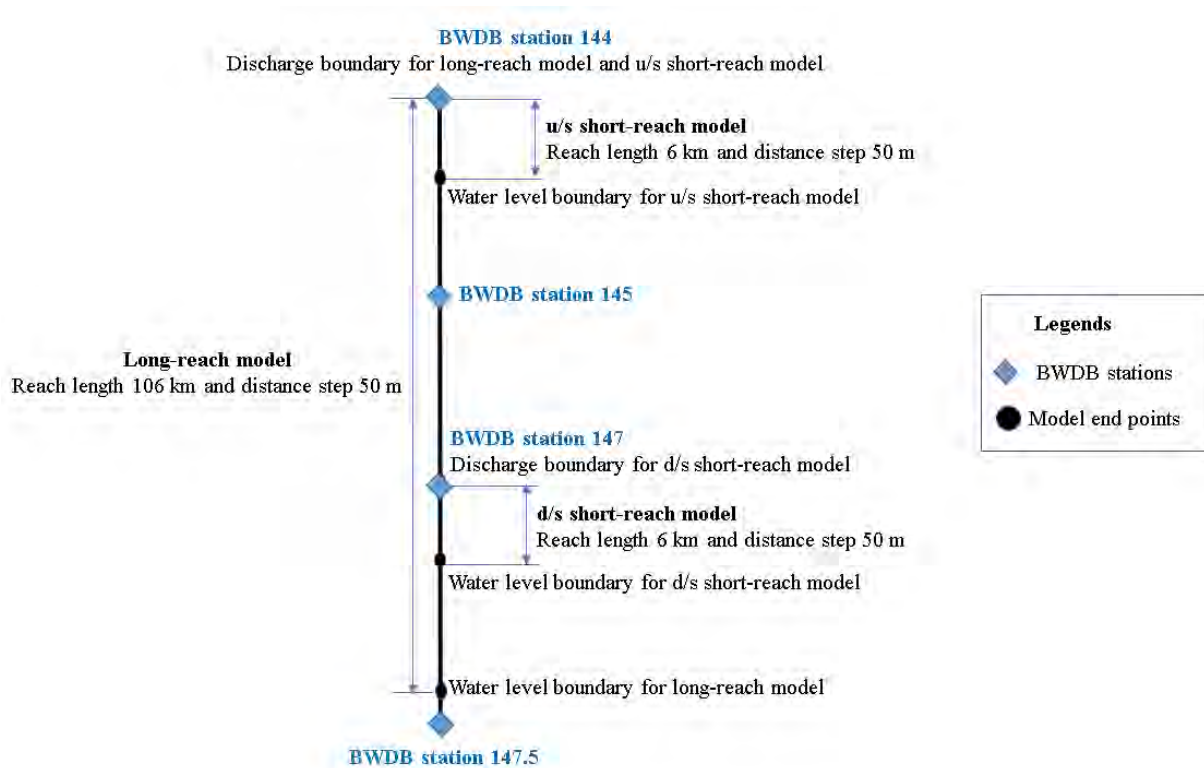 BWDB station 144
Discharge boundary for long-reach model and u/s short-reach model
u/s short-reach model
Reach length 6 km and distance step 50 m
Water level boundary for u/s short-reach model
BWDB station 145
Long-reach model
Reach length 106 km and distance step 50 m
BWDB station 147
Discharge boundary for d/s short-reach model
d/s short-reach model
Reach length 6 km and distance step 50 m
Water level boundary for d/s short-reach model
Water level boundary for long-reach model
BWDB station 147.5
Legends
BWDB stations
Model end points